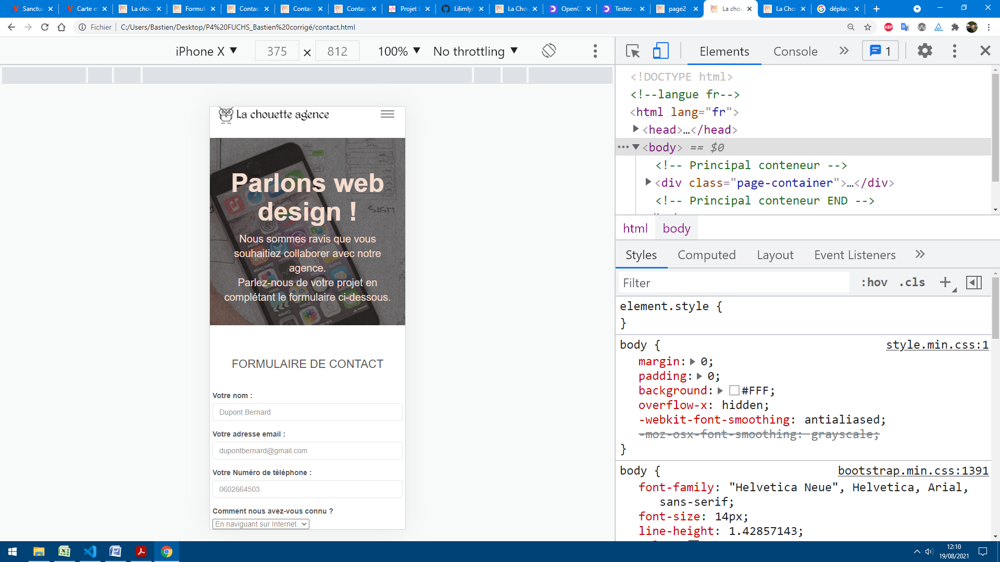 Sanctua
Carte e
La chou
Formul
Contac
Contac
Contac
Projet L
Lilimly/
La Cho
OpenCl
Testez v
page2
La chou
La Cho
déplace
Fichier
C:/Users/Bastien/Desktop/P4%20FUCHS_Bastien%20corrigé/contact.html
ABP
iPhone X ▼ 375 × 812 100% ▼ No throttling ▼
Elements Console » 1
La chouette agence
Parlons web
design !
Nous sommes ravis que vous
souhaitiez collaborer avec notre
agence.
Parlez-nous de votre projet en
complétant le formulaire ci-dessous.
FORMULAIRE DE CONTACT
Votre nom :
Dupont Bernard
Votre adresse email :
dupontbernard@gmail.com
Votre Numéro de téléphone :
0602664503
Comment nous avez-vous connu ?
En naviguant sur Internet
<!DOCTYPE html>
<!--langue fr-->
<html lang="fr">
<head>…</head>
<body> == $0
<!-- Principal conteneur -->
<div class="page-container">…</div>
<!-- Principal conteneur END -->
html body
Styles Computed Layout Event Listeners »
Filter :hov .cls
element.style {
}
body { style.min.css:1
margin: 0;
padding: 0;
background: #FFF;
overflow-x: hidden;
-webkit-font-smoothing: antialiased;
-moz-osx-font-smoothing: grayscale;
}
body { bootstrap.min.css:1391
font-family: "Helvetica Neue", Helvetica, Arial,
sans-serif;
font-size: 14px;
line-height: 1.42857143;
12:10
19/08/2021